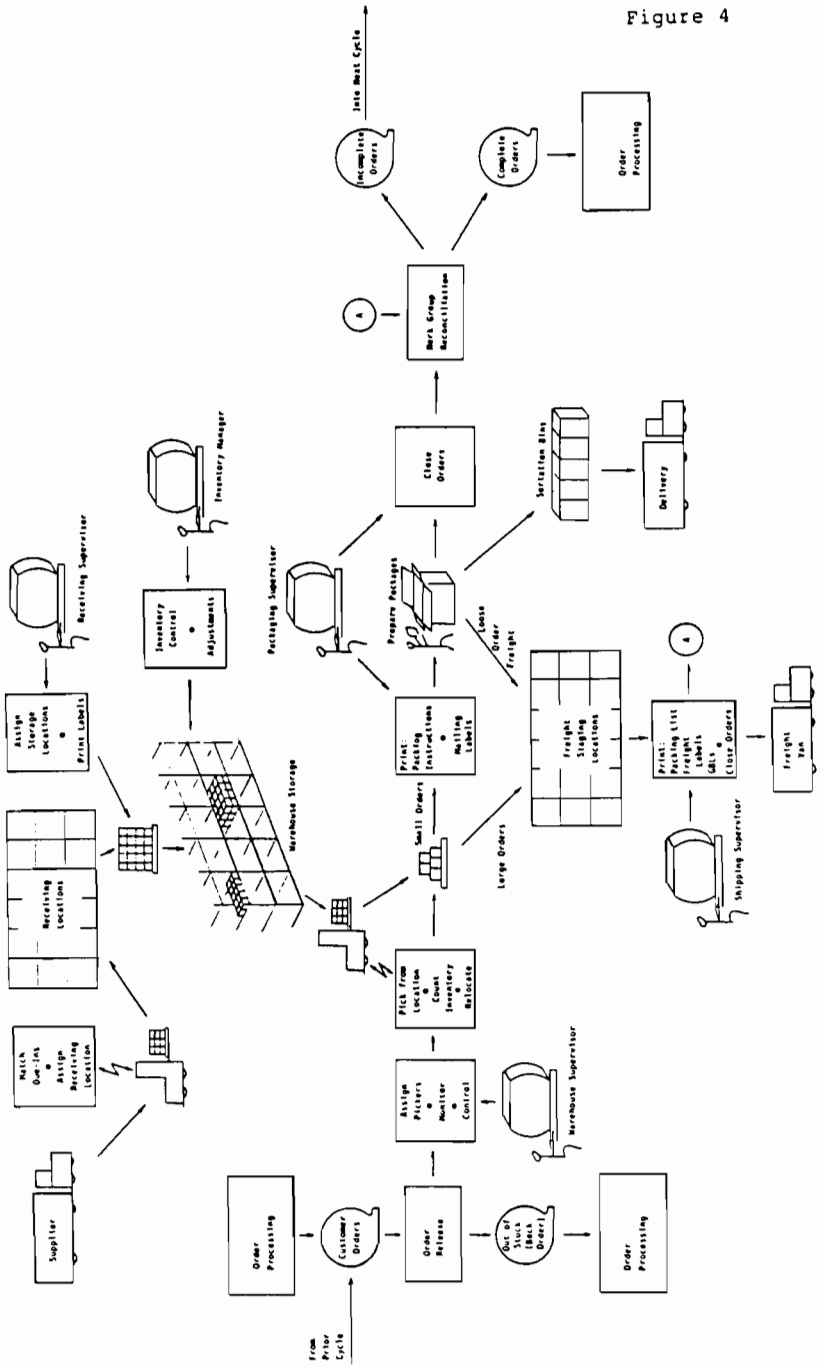 Figure 4
Supplier
Match
Due-Ins
•
Assign
Receiving
Location
Receiving
Locations
Assign
Storage
Locations
•
Print Labels
Receiving Supervisor
Warehouse Storage
Inventory
Control
•
Adjustments
Inventory Manager
From
Prior
Cycle
Order
Processing
Customer
Orders
Order
Release
Out of
Stock
(Back
Order)
Order
Processing
Assign
Pickers
•
Monitor
•
Control
Warehouse Supervisor
Pick From
Location
•
Count
Inventory
•
Relocate
Small Orders
Large Orders
Print:
Packing
Instructions
•
Mailing
Labels
Packaging Supervisor
Prepare Packages
Loose
Order
Freight
Close
Orders
Sortation Bins
Delivery
Freight
Staging
Locations
Print:
Packing List
Freight
Labels
GBLs
•
Close Orders
Shipping Supervisor
A
Freight
Van
A
Work Group
Reconciliation
Incomplete
Orders
Into Next Cycle
Complete
Orders
Order
Processing